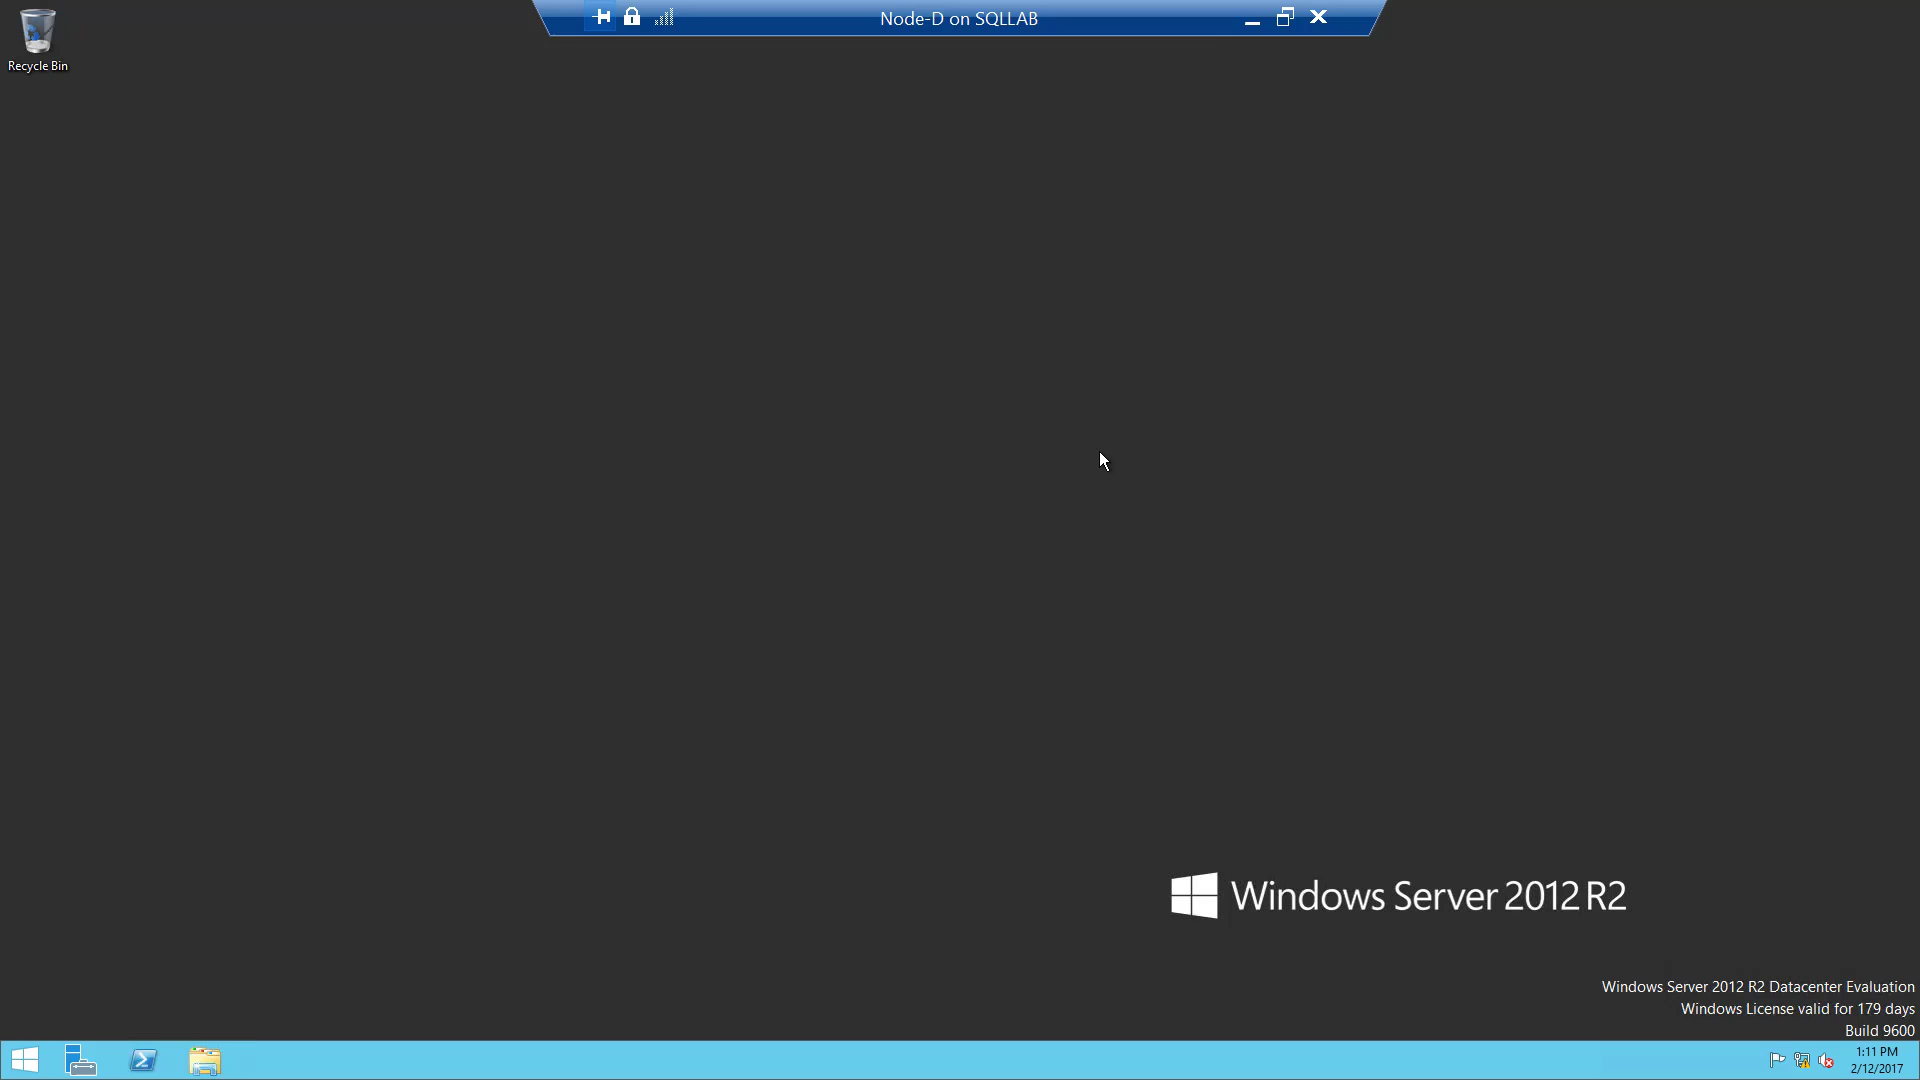 Node-D on SQLLAB
Recycle Bin
Windows Server 2012 R2
Windows Server 2012 R2 Datacenter Evaluation
Windows License valid for 179 days
Build 9600
1:11 PM
2/12/2017